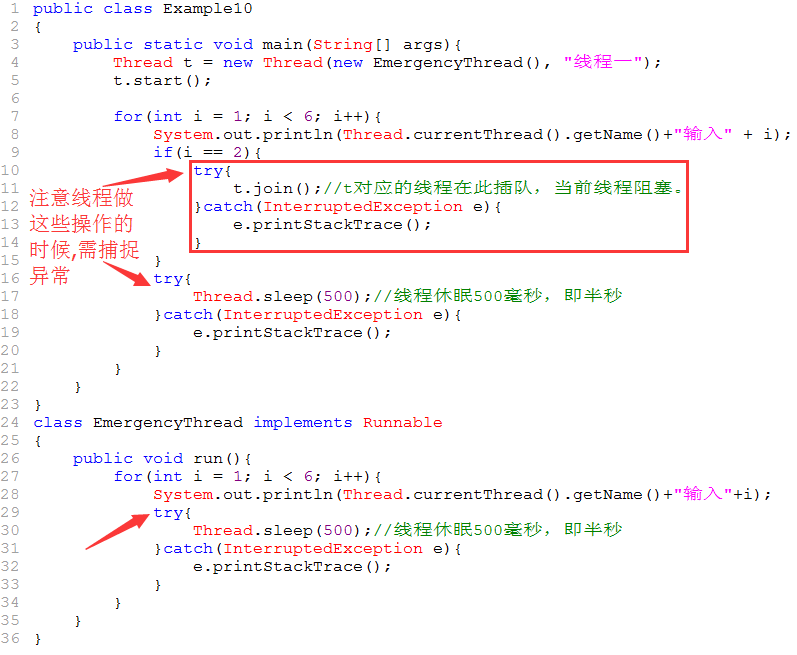 1 public class Example10
2 {
3     public static void main(String[] args){
4         Thread t = new Thread(new EmergencyThread(), "线程一");
5         t.start();
6
7         for(int i = 1; i < 6; i++){
8             System.out.println(Thread.currentThread().getName()+"输入" + i);
9             if(i == 2){
10                 try{
11                     t.join();//t对应的线程在此插队，当前线程阻塞。
12                 }catch(InterruptedException e){
13                     e.printStackTrace();
14                 }
15             }
16             try{
17                 Thread.sleep(500);//线程休眠500毫秒，即半秒
18             }catch(InterruptedException e){
19                 e.printStackTrace();
20             }
21         }
22     }
23 }
24 class EmergencyThread implements Runnable
25 {
26     public void run(){
27         for(int i = 1; i < 6; i++){
28             System.out.println(Thread.currentThread().getName()+"输入"+i);
29             try{
30                 Thread.sleep(500);//线程休眠500毫秒，即半秒
31             }catch(InterruptedException e){
32                 e.printStackTrace();
33             }
34         }
35     }
36 }
注意线程做
这些操作的
时候,需捕捉
异常